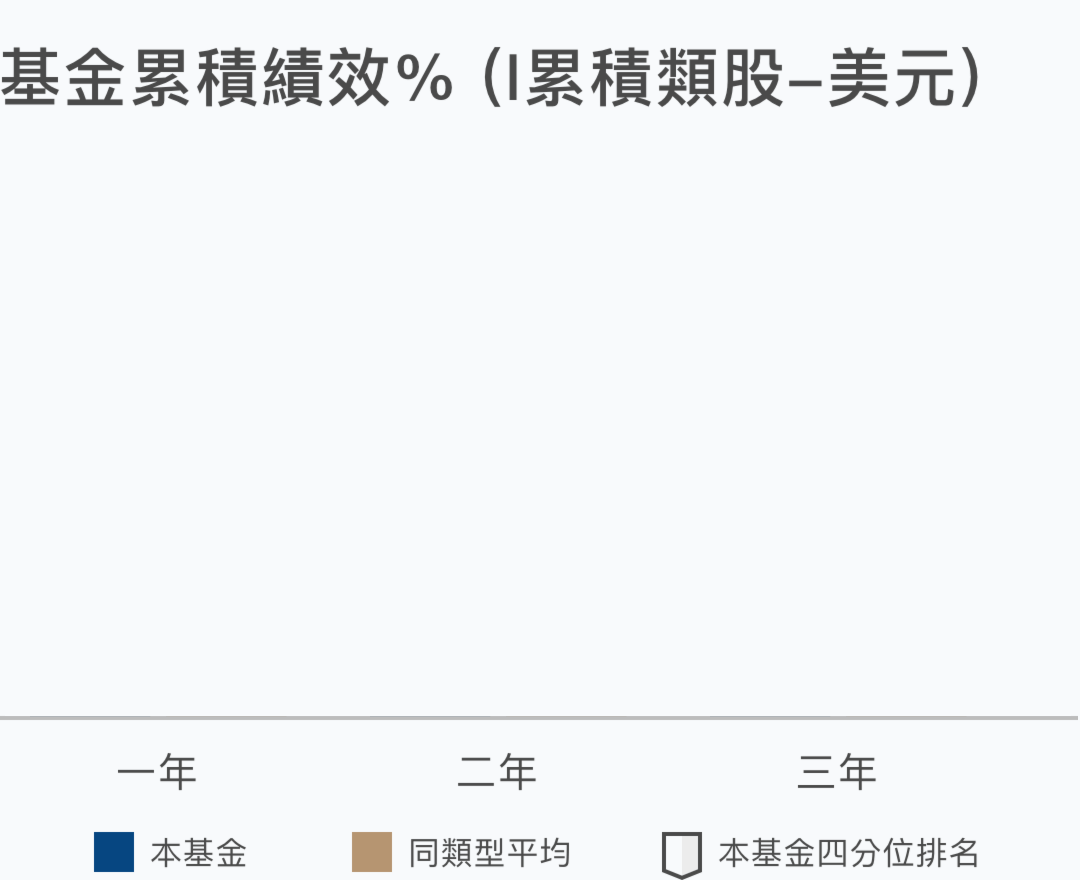 基金累積績效% (I累積類股–美元)
一年 二年 三年
本基金 同類型平均 本基金四分位排名